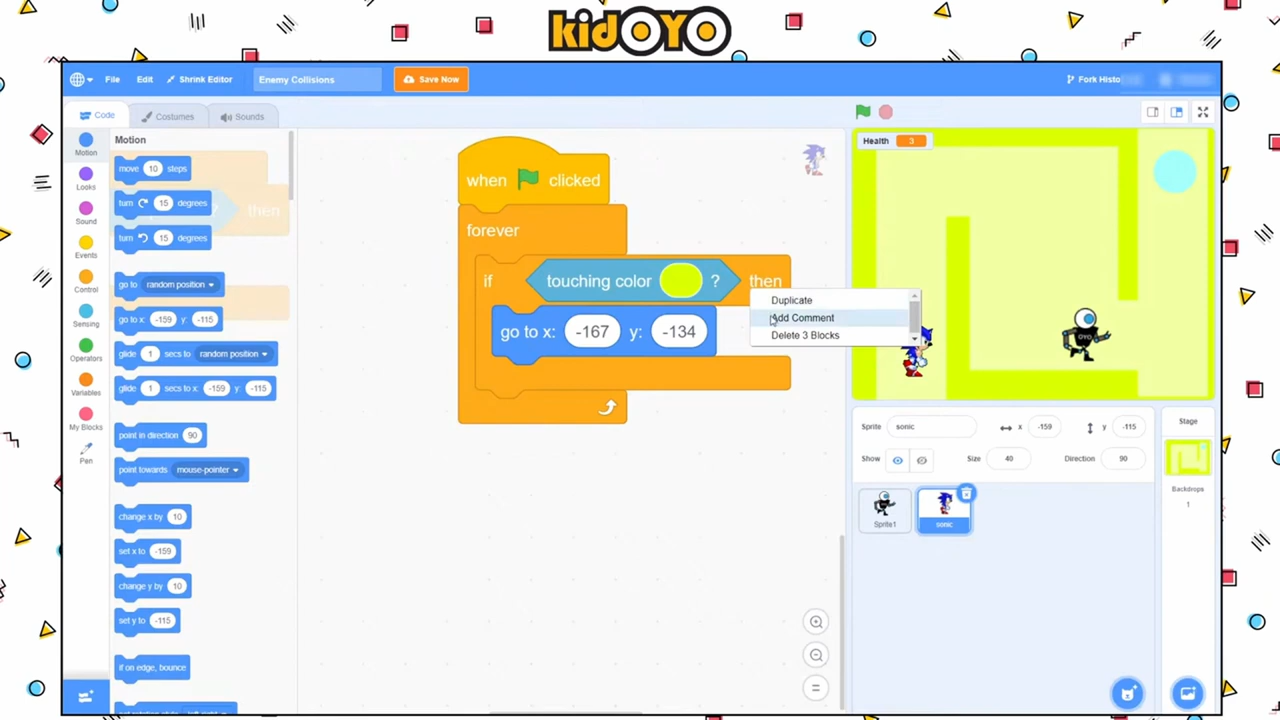 kidOYO
File Edit Shrink Editor Enemy Collisions Save Now Fork Histo
Code Costumes Sounds
Motion
Looks
Sound
Events
Control
Sensing
Operators
Variables
My Blocks
Pen
Motion
move 10 steps
turn 15 degrees
? then
turn 15 degrees
go to random position
go to x: -159 y: -115
glide 1 secs to random position
glide 1 secs to x: -159 y: -115
point in direction 90
point towards mouse-pointer
change x by 10
set x to -159
change y by 10
set y to -115
if on edge, bounce
when clicked
forever
if touching color ? then
go to x: -167 y: -134
Duplicate
Add Comment
Delete 3 Blocks
Health 3
OYO
Sprite sonic x -159 y -115
Show Size 40 Direction 90
Sprite1
sonic
Stage
Backdrops
1